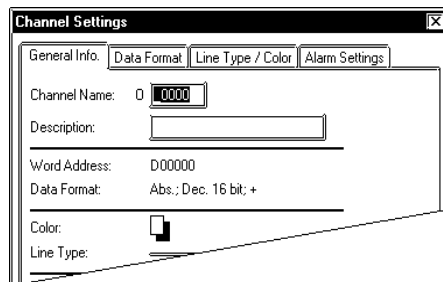 Channel Settings
General Info. Data Format Line Type / Color Alarm Settings
Channel Name: 0 0000
Description:
Word Address: D00000
Data Format: Abs.; Dec. 16 bit; +
Color:
Line Type: